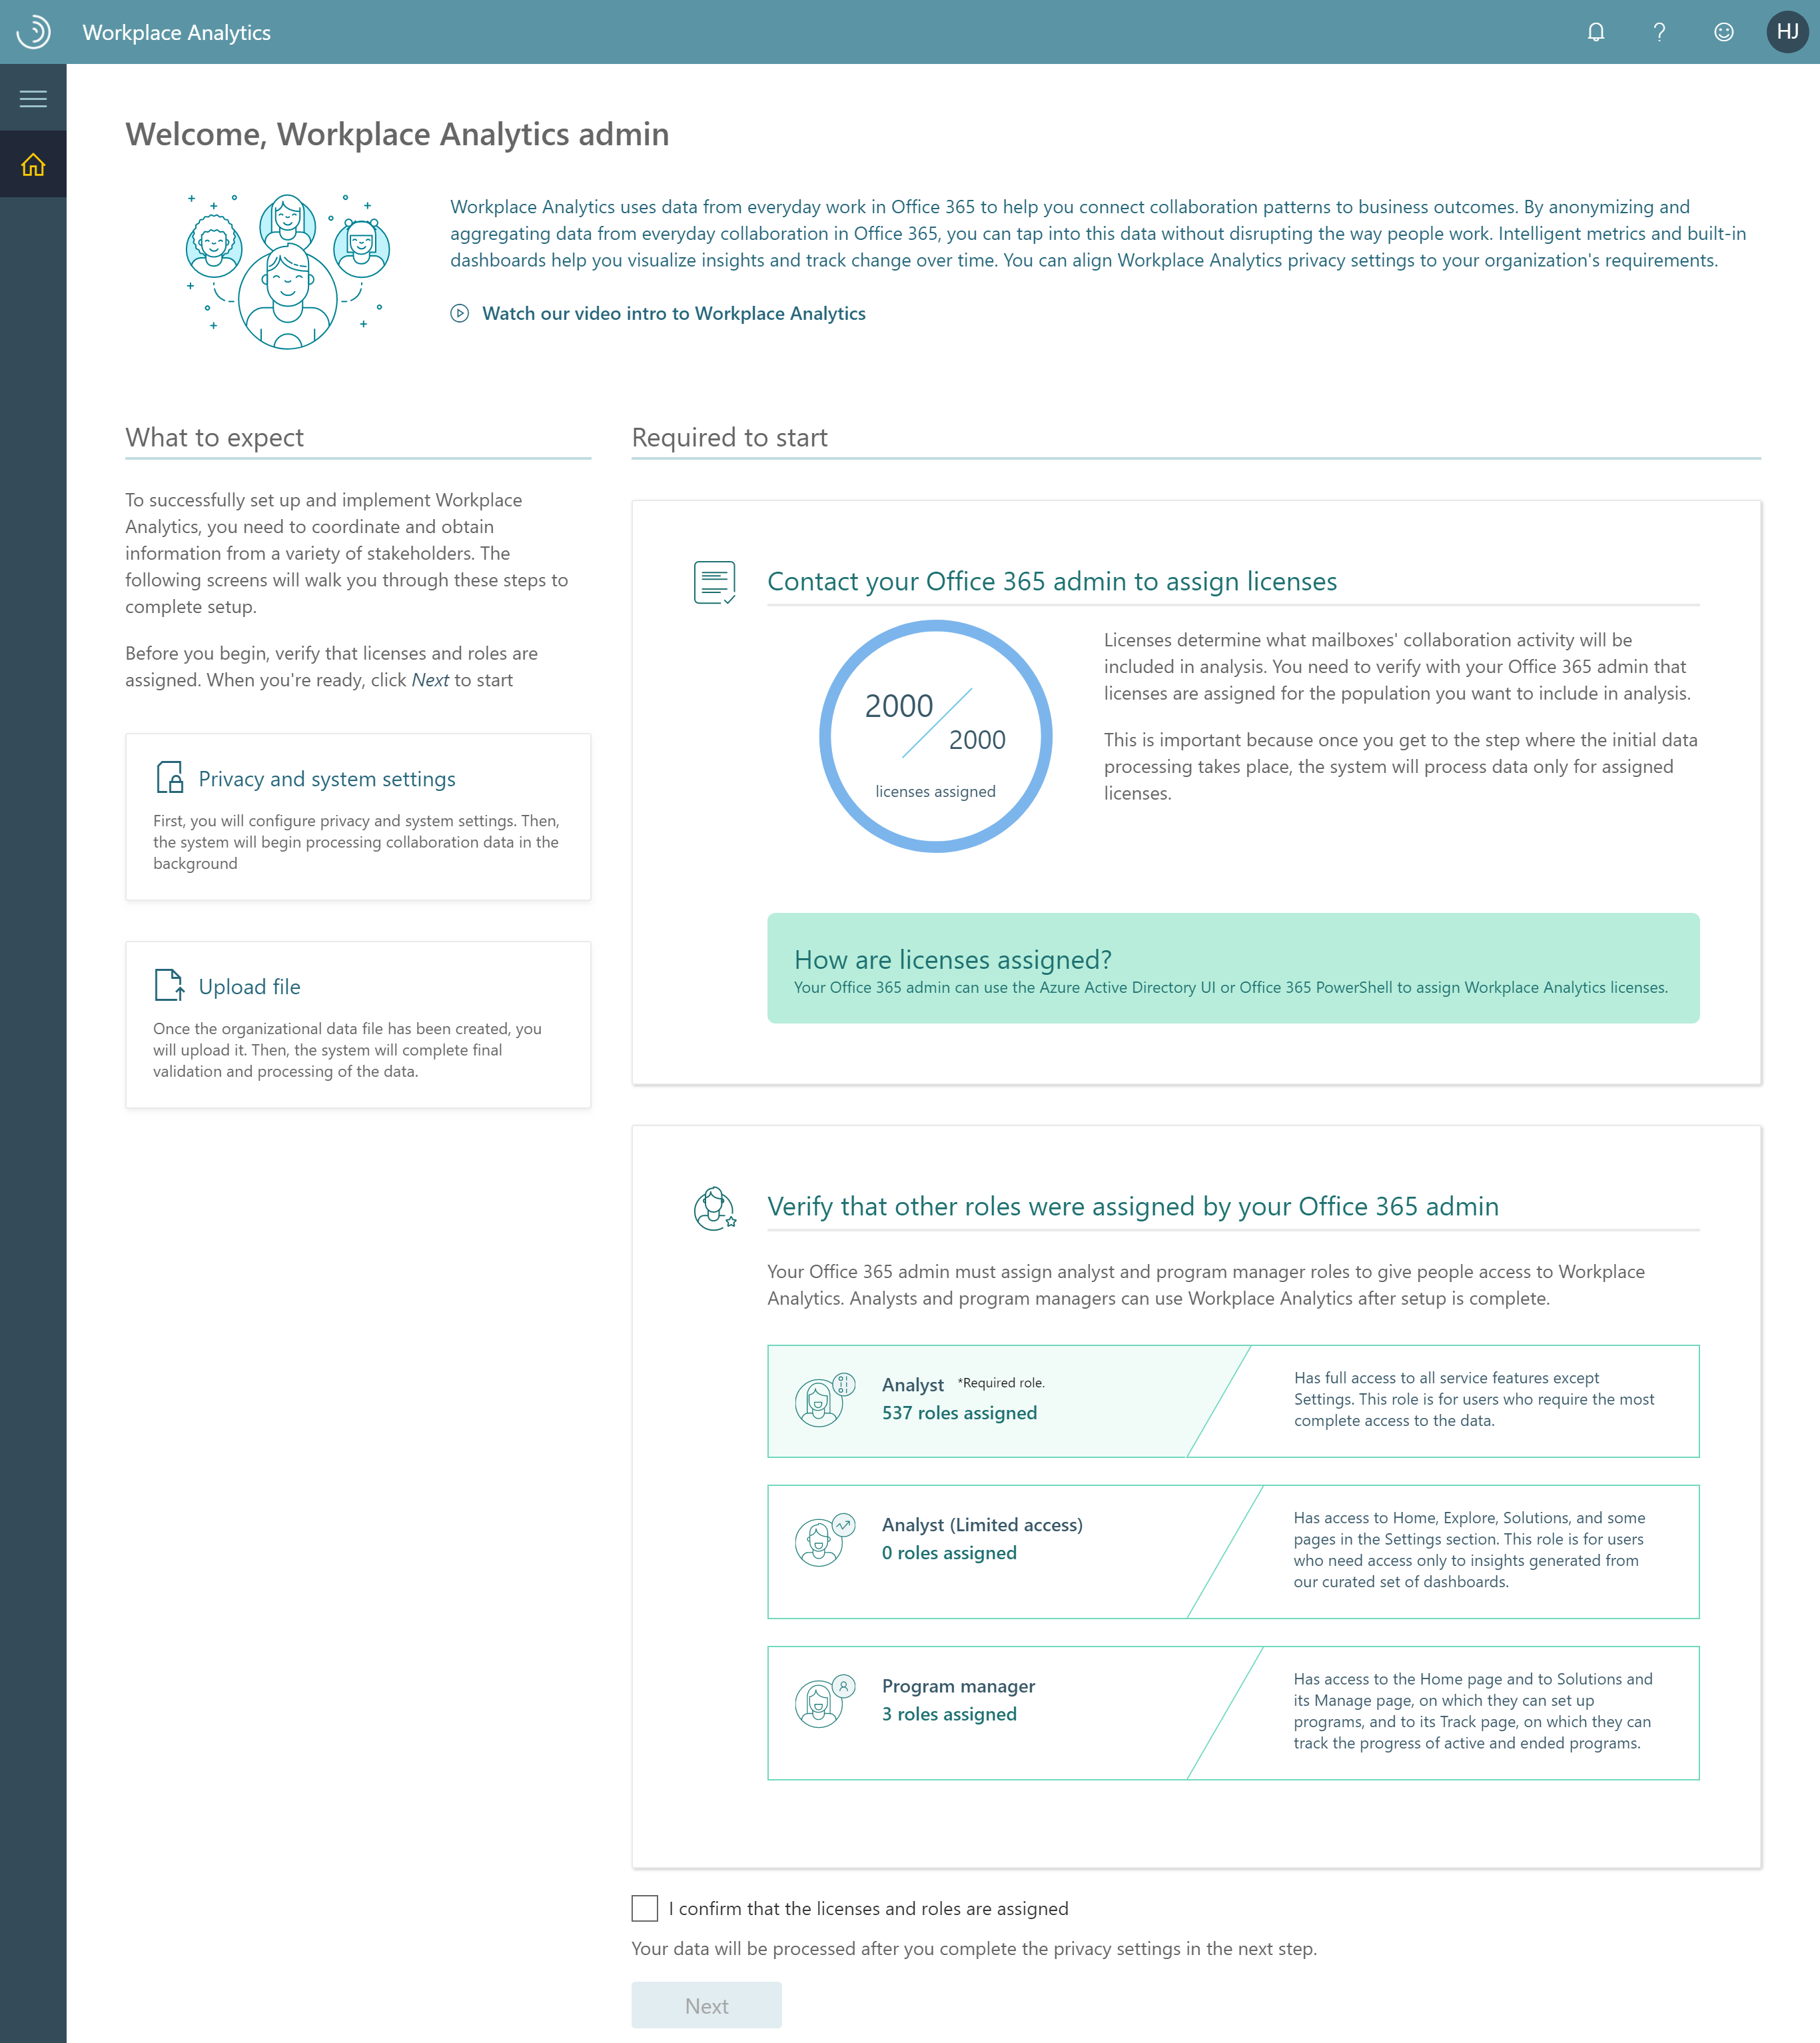 Workplace Analytics
?
HJ
Welcome, Workplace Analytics admin
Workplace Analytics uses data from everyday work in Office 365 to help you connect collaboration patterns to business outcomes. By anonymizing and
aggregating data from everyday collaboration in Office 365, you can tap into this data without disrupting the way people work. Intelligent metrics and built-in
dashboards help you visualize insights and track change over time. You can align Workplace Analytics privacy settings to your organization's requirements.
Watch our video intro to Workplace Analytics
What to expect
To successfully set up and implement Workplace
Analytics, you need to coordinate and obtain
information from a variety of stakeholders. The
following screens will walk you through these steps to
complete setup.
Before you begin, verify that licenses and roles are
assigned. When you're ready, click Next to start
Privacy and system settings
First, you will configure privacy and system settings. Then,
the system will begin processing collaboration data in the
background
Upload file
Once the organizational data file has been created, you
will upload it. Then, the system will complete final
validation and processing of the data.
Required to start
Contact your Office 365 admin to assign licenses
2000
2000
licenses assigned
Licenses determine what mailboxes' collaboration activity will be
included in analysis. You need to verify with your Office 365 admin that
licenses are assigned for the population you want to include in analysis.
This is important because once you get to the step where the initial data
processing takes place, the system will process data only for assigned
licenses.
How are licenses assigned?
Your Office 365 admin can use the Azure Active Directory UI or Office 365 PowerShell to assign Workplace Analytics licenses.
Verify that other roles were assigned by your Office 365 admin
Your Office 365 admin must assign analyst and program manager roles to give people access to Workplace
Analytics. Analysts and program managers can use Workplace Analytics after setup is complete.
Analyst *Required role.
537 roles assigned
Has full access to all service features except
Settings. This role is for users who require the most
complete access to the data.
Analyst (Limited access)
0 roles assigned
Has access to Home, Explore, Solutions, and some
pages in the Settings section. This role is for users
who need access only to insights generated from
our curated set of dashboards.
Program manager
3 roles assigned
Has access to the Home page and to Solutions and
its Manage page, on which they can set up
programs, and to its Track page, on which they can
track the progress of active and ended programs.
I confirm that the licenses and roles are assigned
Your data will be processed after you complete the privacy settings in the next step.
Next